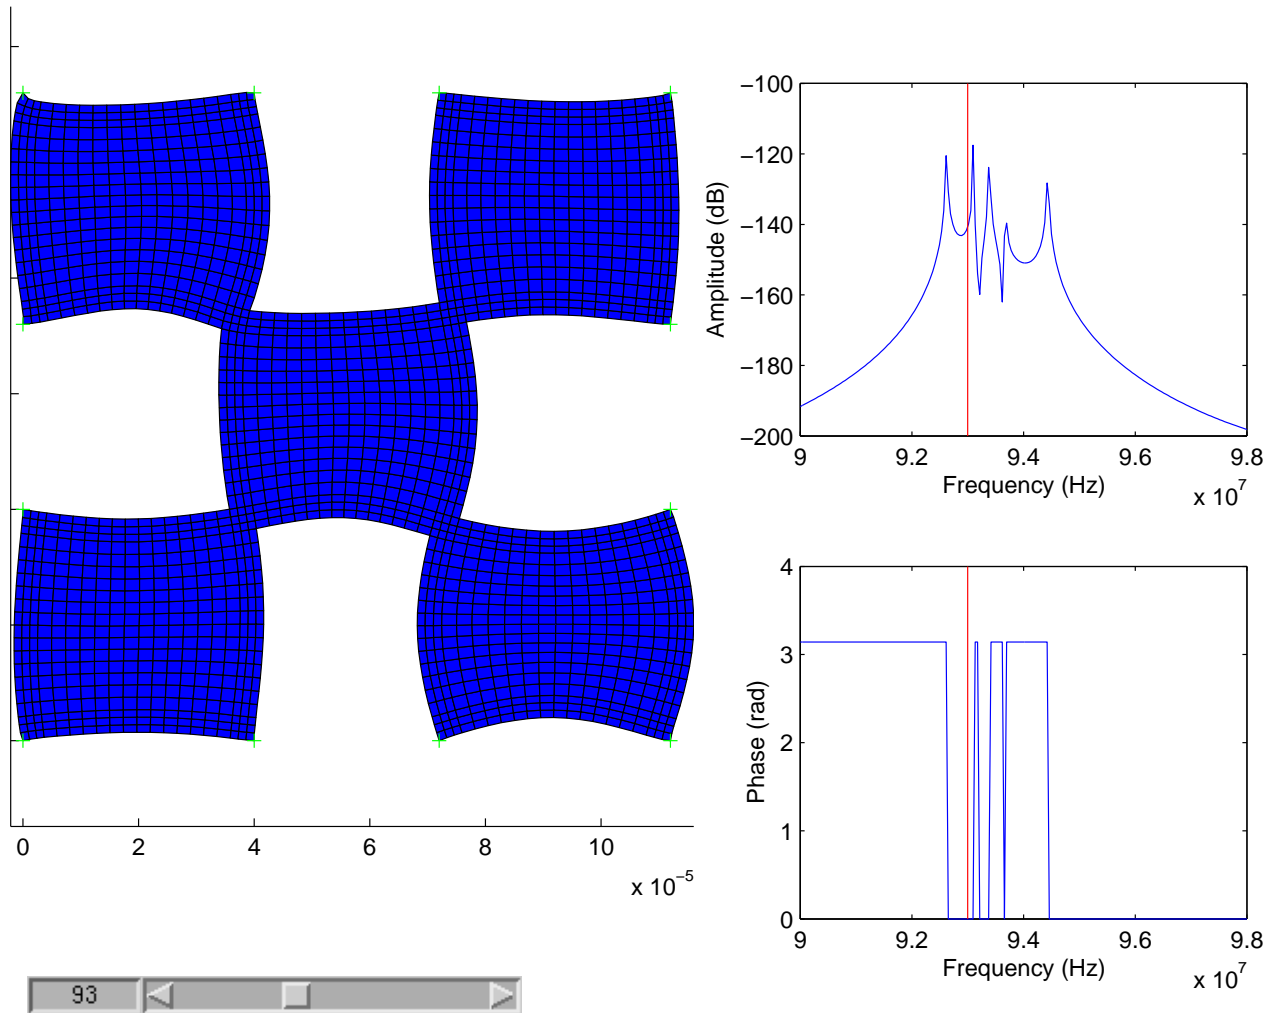 0 2 4 6 8 10
x 10−5
93
−100
−120
−140
−160
−180
−200
Amplitude (dB)
9 9.2 9.4 9.6 9.8
Frequency (Hz)
x 10^7
4
3
2
1
0
Phase (rad)
9 9.2 9.4 9.6 9.8
Frequency (Hz)
x 10^7